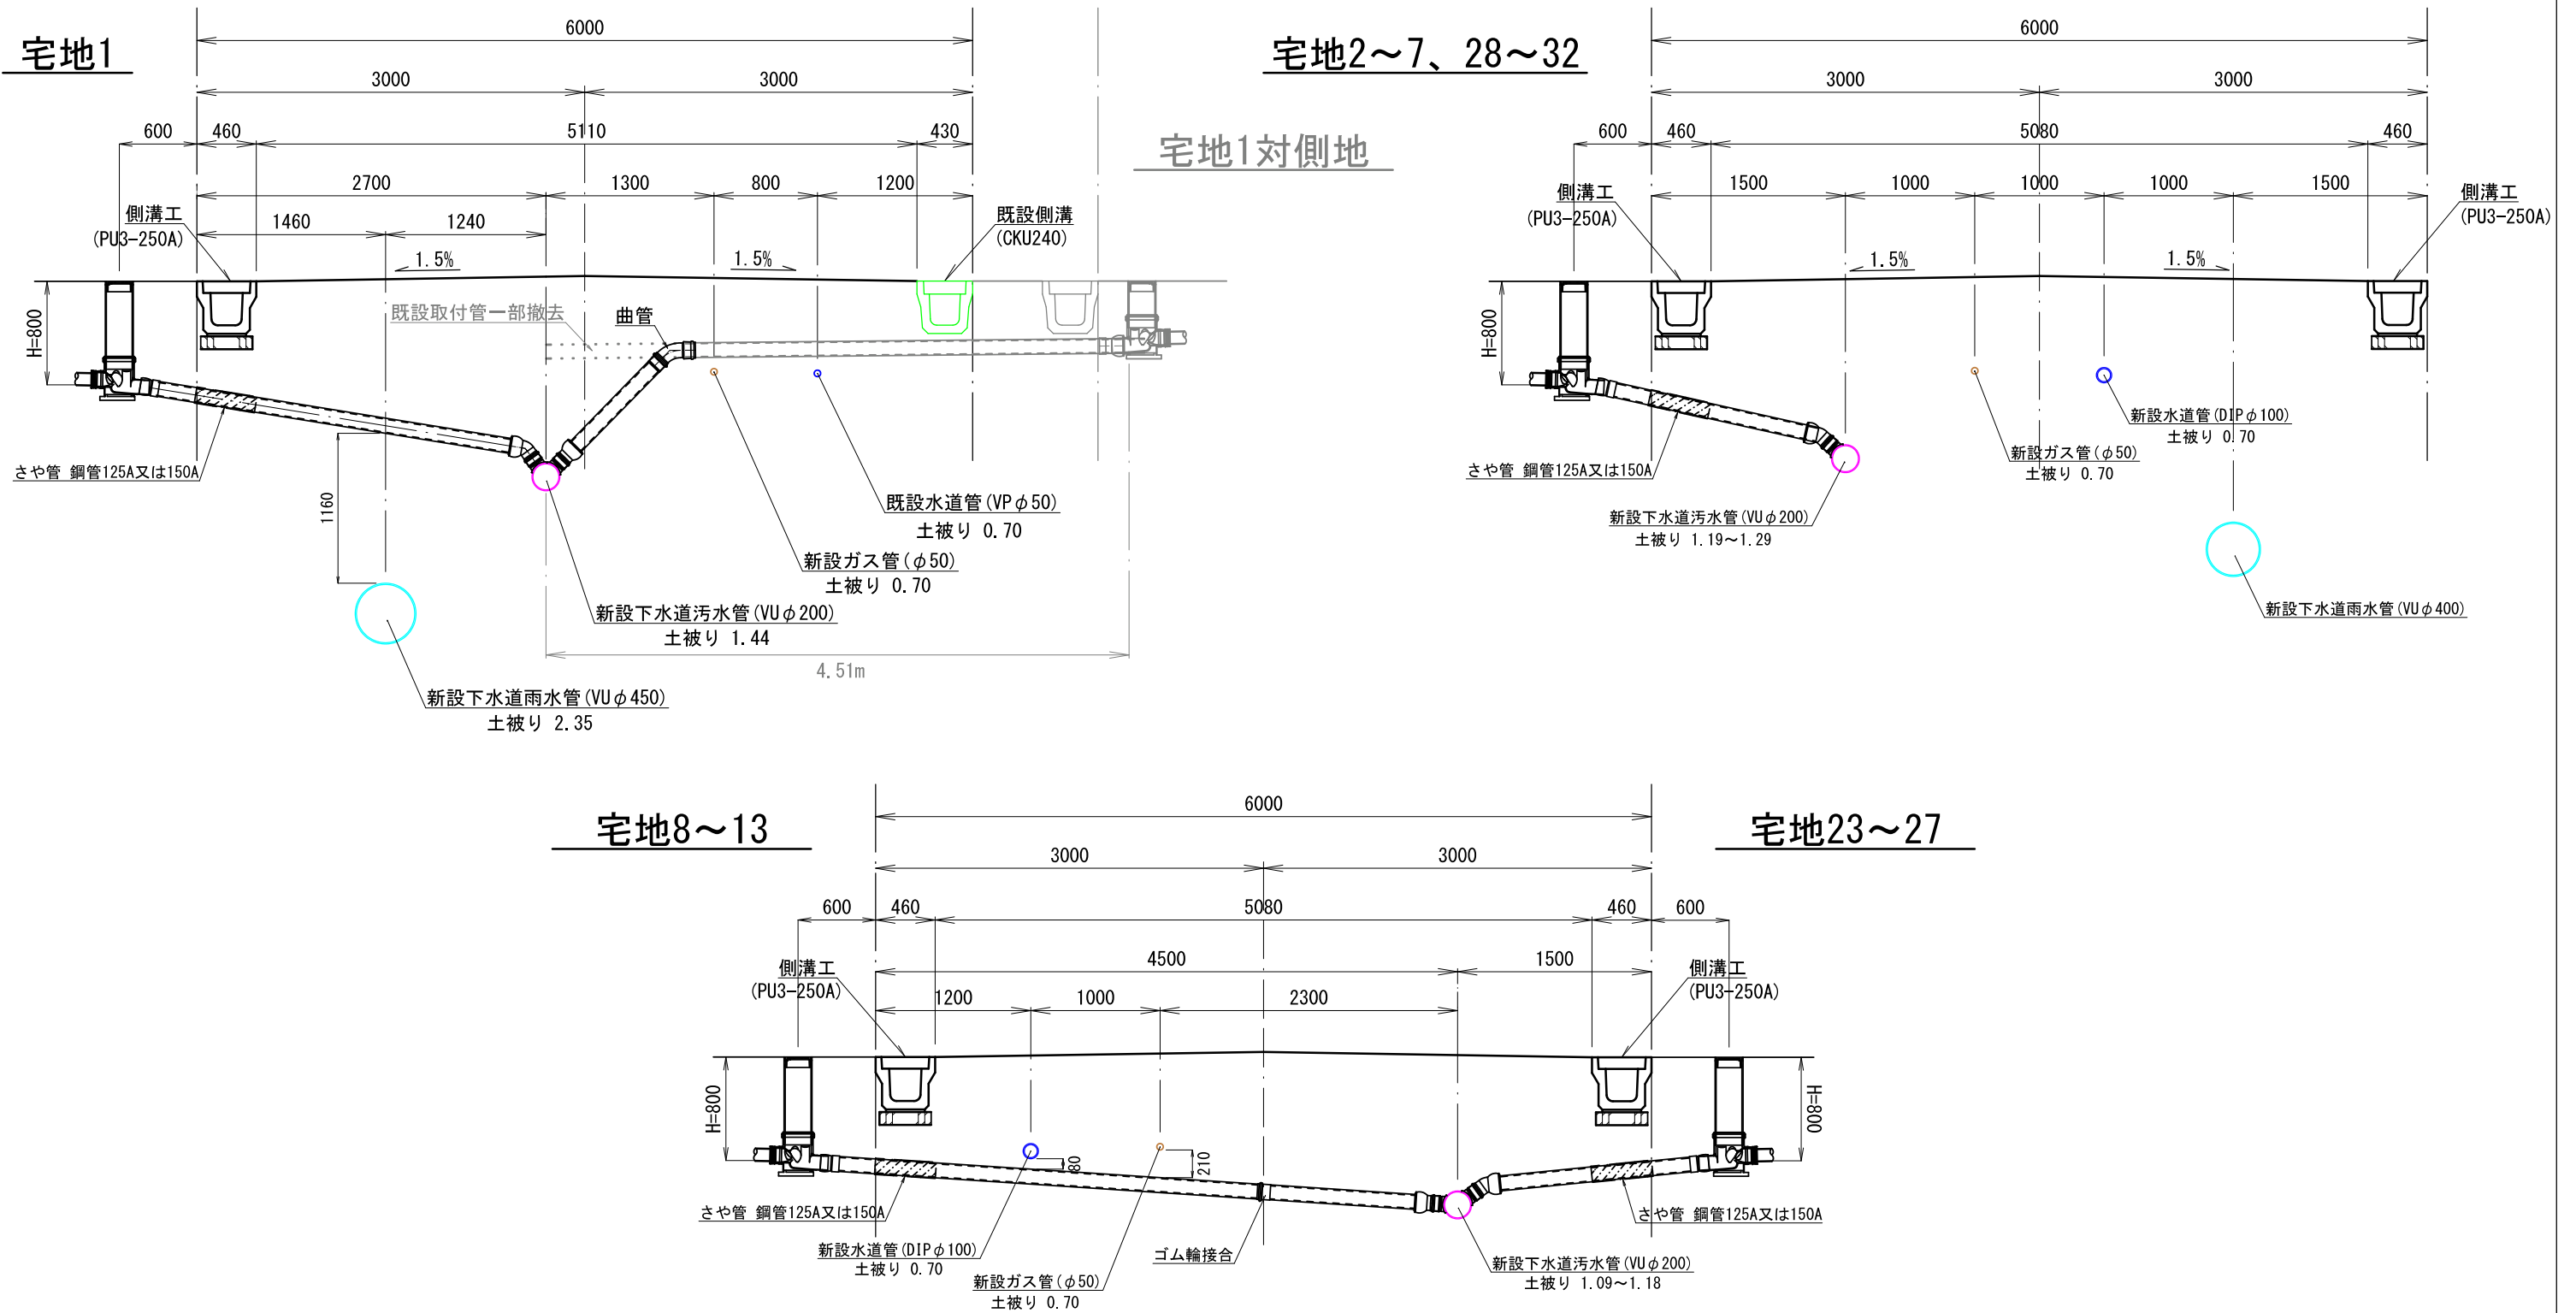 宅地1
6000
3000
3000
600
460
5110
430
2700
1300
800
1200
1460
1240
側溝工
(PU3-250A)
既設側溝
(CKU240)
宅地1対側地
1.5%
1.5%
既設取付管一部撤去
曲管
H=800
さや管 鋼管125A又は150A
1160
既設水道管(VPφ50)
土被り 0.70
新設ガス管(φ50)
土被り 0.70
新設下水道汚水管(VUφ200)
土被り 1.44
4.51m
新設下水道雨水管(VUφ450)
土被り 2.35
宅地2～7、28～32
6000
3000
3000
600
460
5080
460
1500
1000
1000
1000
1500
側溝工
(PU3-250A)
側溝工
(PU3-250A)
1.5%
1.5%
H=800
さや管 鋼管125A又は150A
新設水道管(DIPφ100)
土被り 0.70
新設ガス管(φ50)
土被り 0.70
新設下水道汚水管(VUφ200)
土被り 1.19～1.29
新設下水道雨水管(VUφ400)
宅地8～13
宅地23～27
6000
3000
3000
600
460
5080
460
600
4500
1500
1200
1000
2300
側溝工
(PU3-250A)
側溝工
(PU3-250A)
H=800
H=800
80
210
さや管 鋼管125A又は150A
さや管 鋼管125A又は150A
新設水道管(DIPφ100)
土被り 0.70
新設ガス管(φ50)
土被り 0.70
ゴム輪接合
新設下水道汚水管(VUφ200)
土被り 1.09～1.18